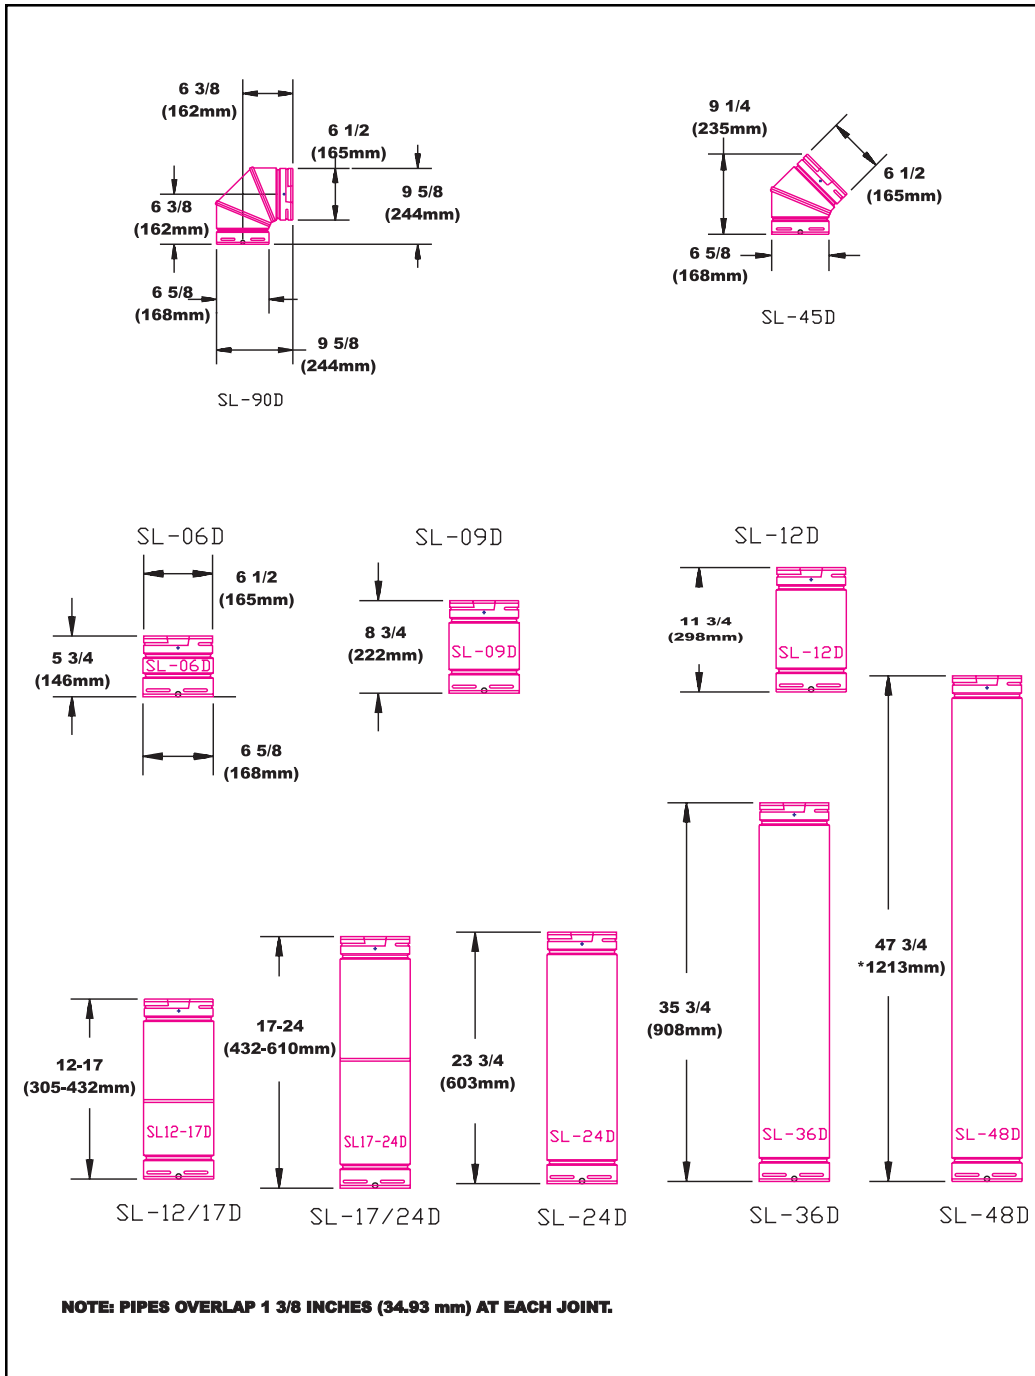 6 3/8
(162mm)
6 1/2
(165mm)
6 3/8
(162mm)
9 5/8
(244mm)
6 5/8
(168mm)
9 5/8
(244mm)
SL-90D
9 1/4
(235mm)
6 1/2
(165mm)
6 5/8
(168mm)
SL-45D
SL-06D
6 1/2
(165mm)
5 3/4
(146mm)
SL-06D
6 5/8
(168mm)
SL-09D
8 3/4
(222mm)
SL-09D
SL-12D
11 3/4
(298mm)
SL-12D
12-17
(305-432mm)
SL12-17D
SL-12/17D
17-24
(432-610mm)
SL17-24D
SL-17/24D
23 3/4
(603mm)
SL-24D
SL-24D
35 3/4
(908mm)
SL-36D
SL-36D
47 3/4
*1213mm)
SL-48D
SL-48D
NOTE: PIPES OVERLAP 1 3/8 INCHES (34.93 mm) AT EACH JOINT.